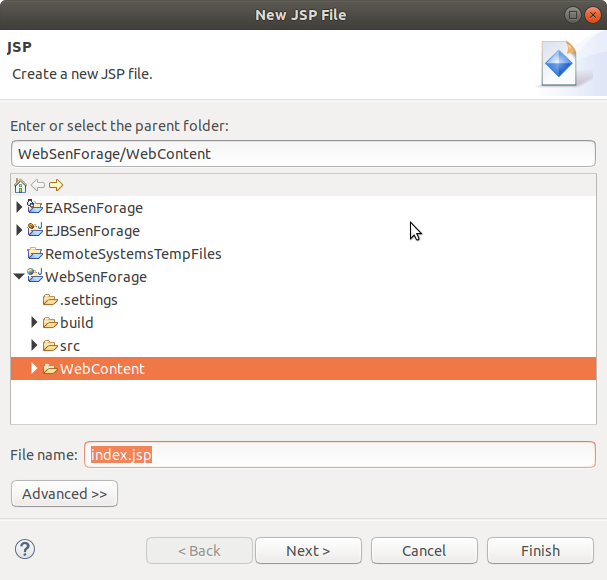 New JSP File
JSP
Create a new JSP file.
Enter or select the parent folder:
WebSenForage/WebContent
EARSenForage
EJBSenForage
RemoteSystemsTempFiles
WebSenForage
.settings
build
src
WebContent
File name: index.jsp
Advanced >>
? < Back Next > Cancel Finish